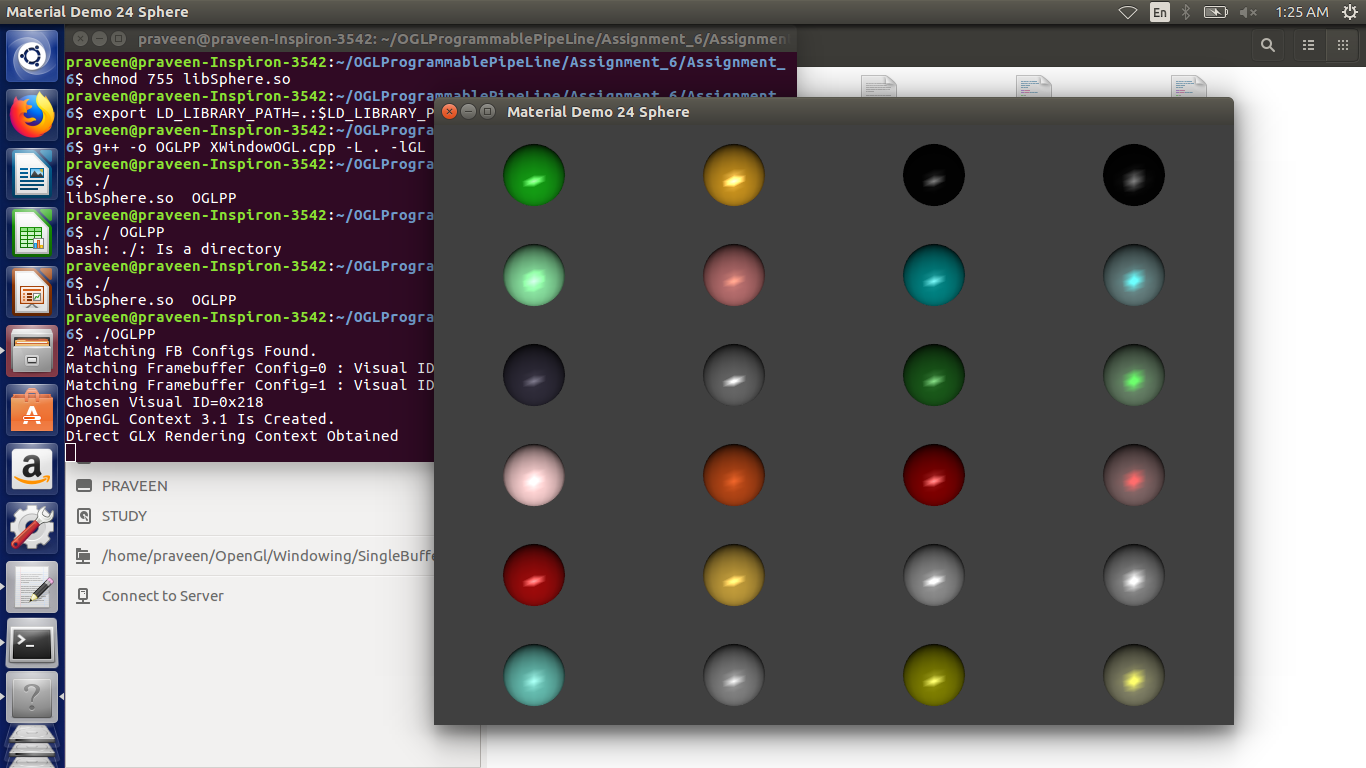 Material Demo 24 Sphere
En
1:25 AM
praveen@praveen-Inspiron-3542: ~/OGLProgrammablePipeLine/Assignment_6/Assignment
praveen@praveen-Inspiron-3542:~/OGLProgrammablePipeLine/Assignment_6/Assignment_
6$ chmod 755 libSphere.so
praveen@praveen-Inspiron-3542:~/OGLProgrammablePipeLine/Assignment_6/Assignment_
6$ export LD_LIBRARY_PATH=.:$LD_LIBRARY_P
praveen@praveen-Inspiron-3542:~/OGLProgra
6$ g++ -o OGLPP XWindowOGL.cpp -L . -lGL
praveen@praveen-Inspiron-3542:~/OGLProgra
6$ ./
libSphere.so  OGLPP
praveen@praveen-Inspiron-3542:~/OGLProgra
6$ ./ OGLPP
bash: ./: Is a directory
praveen@praveen-Inspiron-3542:~/OGLProgra
6$ ./
libSphere.so  OGLPP
praveen@praveen-Inspiron-3542:~/OGLProgra
6$ ./OGLPP
2 Matching FB Configs Found.
Matching Framebuffer Config=0 : Visual ID
Matching Framebuffer Config=1 : Visual ID
Chosen Visual ID=0x218
OpenGL Context 3.1 Is Created.
Direct GLX Rendering Context Obtained
PRAVEEN
STUDY
/home/praveen/OpenGl/Windowing/SingleBuff
Connect to Server
Material Demo 24 Sphere